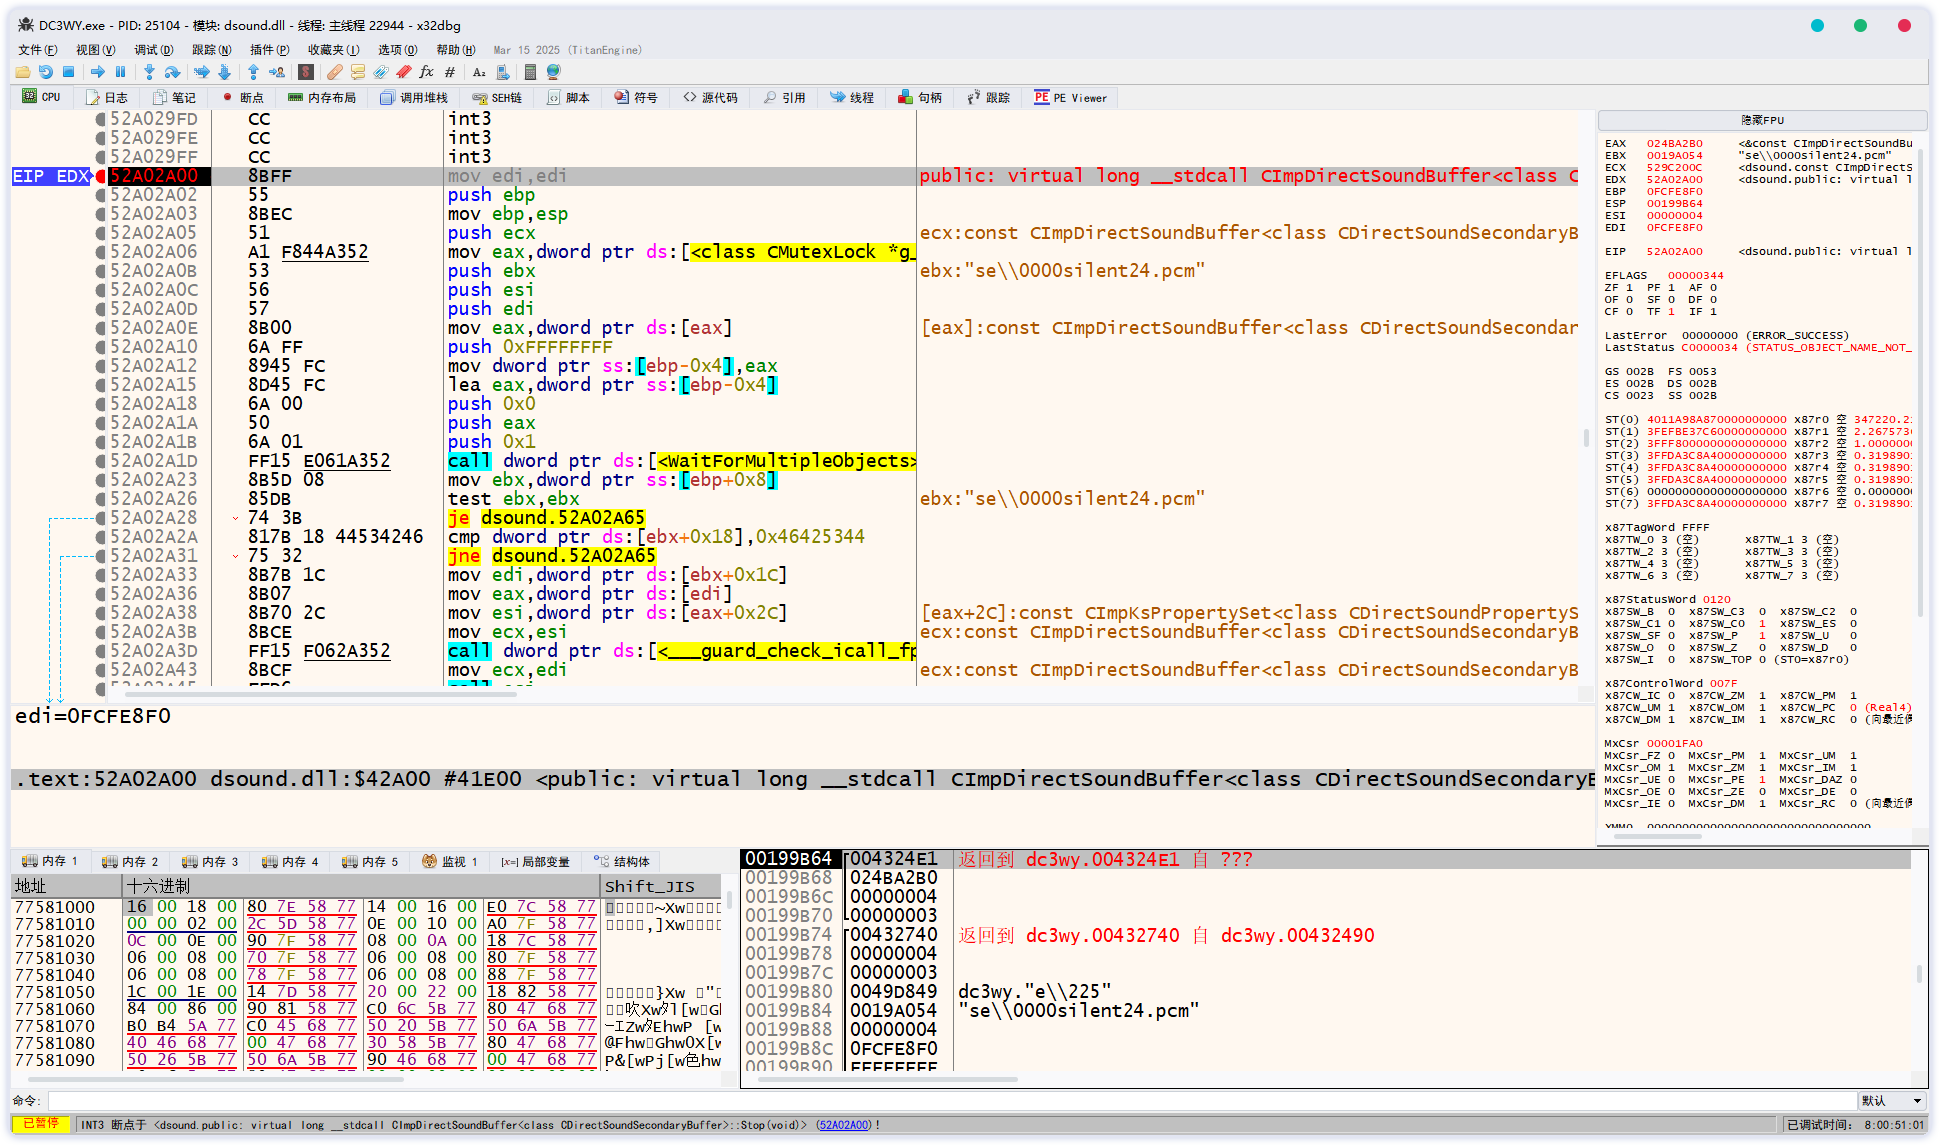 DC3WY.exe - PID: 25104 - 模块: dsound.dll - 线程: 主线程 22944 - x32dbg
文件(F) 视图(V) 调试(D) 跟踪(N) 插件(P) 收藏夹(I) 选项(O) 帮助(H) Mar 15 2025 (TitanEngine)
CPU 日志 笔记 断点 内存布局 调用堆栈 SEH链 脚本 符号 源代码 引用 线程 句柄 跟踪 PE Viewer
52A029FD CC int3
52A029FE CC int3
52A029FF CC int3
EIP EDX 52A02A00 8BFF mov edi,edi public: virtual long __stdcall CImpDirectSoundBuffer<class C
52A02A02 55 push ebp
52A02A03 8BEC mov ebp,esp
52A02A05 51 push ecx ecx:const CImpDirectSoundBuffer<class CDirectSoundSecondaryB
52A02A06 A1 F844A352 mov eax,dword ptr ds:[<class CMutexLock *g_
52A02A0B 53 push ebx ebx:"se\\0000silent24.pcm"
52A02A0C 56 push esi
52A02A0D 57 push edi
52A02A0E 8B00 mov eax,dword ptr ds:[eax] [eax]:const CImpDirectSoundBuffer<class CDirectSoundSecondar
52A02A10 6A FF push 0xFFFFFFFF
52A02A12 8945 FC mov dword ptr ss:[ebp-0x4],eax
52A02A15 8D45 FC lea eax,dword ptr ss:[ebp-0x4]
52A02A18 6A 00 push 0x0
52A02A1A 50 push eax
52A02A1B 6A 01 push 0x1
52A02A1D FF15 E061A352 call dword ptr ds:[<WaitForMultipleObjects>
52A02A23 8B5D 08 mov ebx,dword ptr ss:[ebp+0x8]
52A02A26 85DB test ebx,ebx ebx:"se\\0000silent24.pcm"
52A02A28 74 3B je dsound.52A02A65
52A02A2A 817B 18 44534246 cmp dword ptr ds:[ebx+0x18],0x46425344
52A02A31 75 32 jne dsound.52A02A65
52A02A33 8B7B 1C mov edi,dword ptr ds:[ebx+0x1C]
52A02A36 8B07 mov eax,dword ptr ds:[edi]
52A02A38 8B70 2C mov esi,dword ptr ds:[eax+0x2C] [eax+2C]:const CImpKsPropertySet<class CDirectSoundPropertyS
52A02A3B 8BCE mov ecx,esi ecx:const CImpDirectSoundBuffer<class CDirectSoundSecondaryB
52A02A3D FF15 F062A352 call dword ptr ds:[<___guard_check_icall_fp
52A02A43 8BCF mov ecx,edi ecx:const CImpDirectSoundBuffer<class CDirectSoundSecondaryB
edi=0FCFE8F0
.text:52A02A00 dsound.dll:$42A00 #41E00 <public: virtual long __stdcall CImpDirectSoundBuffer<class CDirectSoundSecondaryB
隐藏FPU
EAX 024BA2B0 <&const CImpDirectSoundBu
EBX 0019A054 "se\\0000silent24.pcm"
ECX 529C200C <dsound.const CImpDirectS
EDX 52A02A00 <dsound.public: virtual l
EBP 0FCFE8F0
ESP 00199B64
ESI 00000004
EDI 0FCFE8F0
EIP 52A02A00 <dsound.public: virtual l
EFLAGS 00000344
ZF 1 PF 1 AF 0
OF 0 SF 0 DF 0
CF 0 TF 1 IF 1
LastError 00000000 (ERROR_SUCCESS)
LastStatus C0000034 (STATUS_OBJECT_NAME_NOT_
GS 002B FS 0053
ES 002B DS 002B
CS 0023 SS 002B
ST(0) 4011A98A870000000000 x87r0 空 347220.2
ST(1) 3FEFBE37C60000000000 x87r1 空 2.267573
ST(2) 3FFF8000000000000000 x87r2 空 1.000000
ST(3) 3FFDA3C8A40000000000 x87r3 空 0.319890
ST(4) 3FFDA3C8A40000000000 x87r4 空 0.319890
ST(5) 3FFDA3C8A40000000000 x87r5 空 0.319890
ST(6) 00000000000000000000 x87r6 空 0.000000
ST(7) 3FFDA3C8A40000000000 x87r7 空 0.319890
x87TagWord FFFF
x87TW_0 3 (空) x87TW_1 3 (空)
x87TW_2 3 (空) x87TW_3 3 (空)
x87TW_4 3 (空) x87TW_5 3 (空)
x87TW_6 3 (空) x87TW_7 3 (空)
x87StatusWord 0120
x87SW_B 0 x87SW_C3 0 x87SW_C2 0
x87SW_C1 0 x87SW_C0 1 x87SW_ES 0
x87SW_SF 0 x87SW_P 1 x87SW_U 0
x87SW_O 0 x87SW_Z 0 x87SW_D 0
x87SW_I 0 x87SW_TOP 0 (ST0=x87r0)
x87ControlWord 007F
x87CW_IC 0 x87CW_ZM 1 x87CW_PM 1
x87CW_UM 1 x87CW_OM 1 x87CW_PC 0 (Real4)
x87CW_DM 1 x87CW_IM 1 x87CW_RC 0 (向最近
MxCsr 00001FA0
MxCsr_FZ 0 MxCsr_PM 1 MxCsr_UM 1
MxCsr_OM 1 MxCsr_ZM 1 MxCsr_IM 1
MxCsr_UE 0 MxCsr_PE 1 MxCsr_DAZ 0
MxCsr_OE 0 MxCsr_ZE 0 MxCsr_DE 0
MxCsr_IE 0 MxCsr_DM 1 MxCsr_RC 0 (向最近
内存 1 内存 2 内存 3 内存 4 内存 5 监视 1 [x=] 局部变量 结构体
地址 十六进制 Shift_JIS
77581000 16 00 18 00 80 7E 58 77 14 00 16 00 E0 7C 58 77
77581010 00 00 02 00 2C 5D 58 77 0E 00 10 00 A0 7F 58 77
77581020 0C 00 0E 00 90 7F 58 77 08 00 0A 00 18 7C 58 77
77581030 06 00 08 00 70 7F 58 77 06 00 08 00 80 7F 58 77
77581040 06 00 08 00 78 7F 58 77 06 00 08 00 88 7F 58 77
77581050 1C 00 1E 00 14 7D 58 77 20 00 22 00 18 82 58 77
77581060 84 00 86 00 90 81 58 77 C0 6C 5B 77 80 47 68 77
77581070 B0 B4 5A 77 C0 45 68 77 50 20 5B 77 50 6A 5B 77
77581080 40 46 68 77 00 47 68 77 30 58 5B 77 80 47 68 77
77581090 50 26 5B 77 50 6A 5B 77 90 46 68 77 00 47 68 77
00199B64 004324E1 返回到 dc3wy.004324E1 自 ???
00199B68 024BA2B0
00199B6C 00000004
00199B70 00000003
00199B74 00432740 返回到 dc3wy.00432740 自 dc3wy.00432490
00199B78 00000004
00199B7C 00000003
00199B80 0049D849 dc3wy."e\\225"
00199B84 0019A054 "se\\0000silent24.pcm"
00199B88 00000004
00199B8C 0FCFE8F0
00199B90 FFFFFFFF
命令: 默认
已暂停 INT3 断点于 <dsound.public: virtual long __stdcall CImpDirectSoundBuffer<class CDirectSoundSecondaryBuffer>::Stop(void)> (52A02A00)! 已调试时间: 8:00:51:01